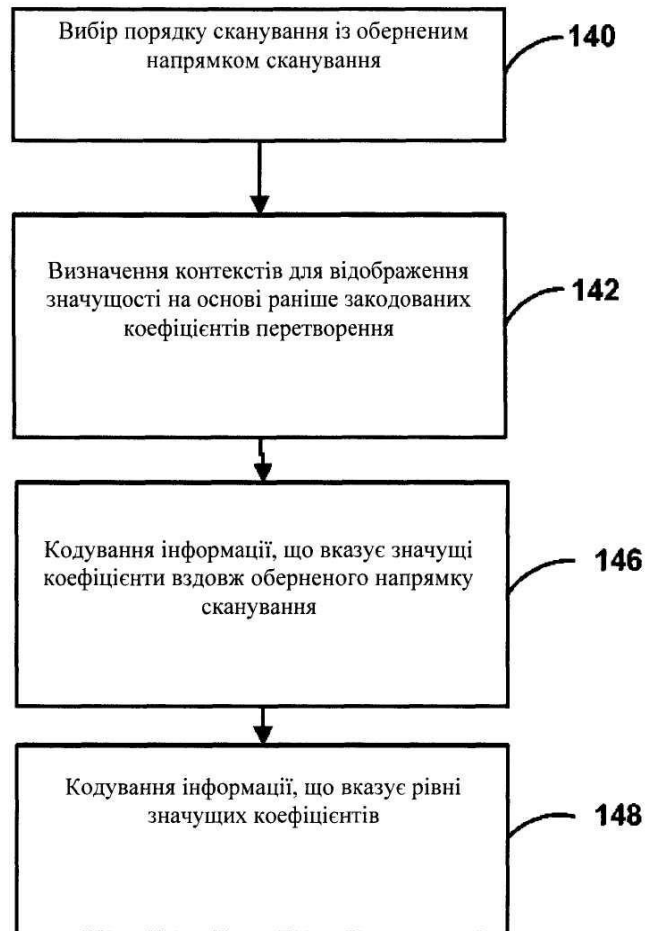 Вибір порядку сканування із оберненим
напрямком сканування
140
Визначення контекстів для відображення
значущості на основі раніше закодованих
коефіцієнтів перетворення
142
Кодування інформації, що вказує значущі
коефіцієнти вздовж оберненого напрямку
сканування
146
Кодування інформації, що вказує рівні
значущих коефіцієнтів
148